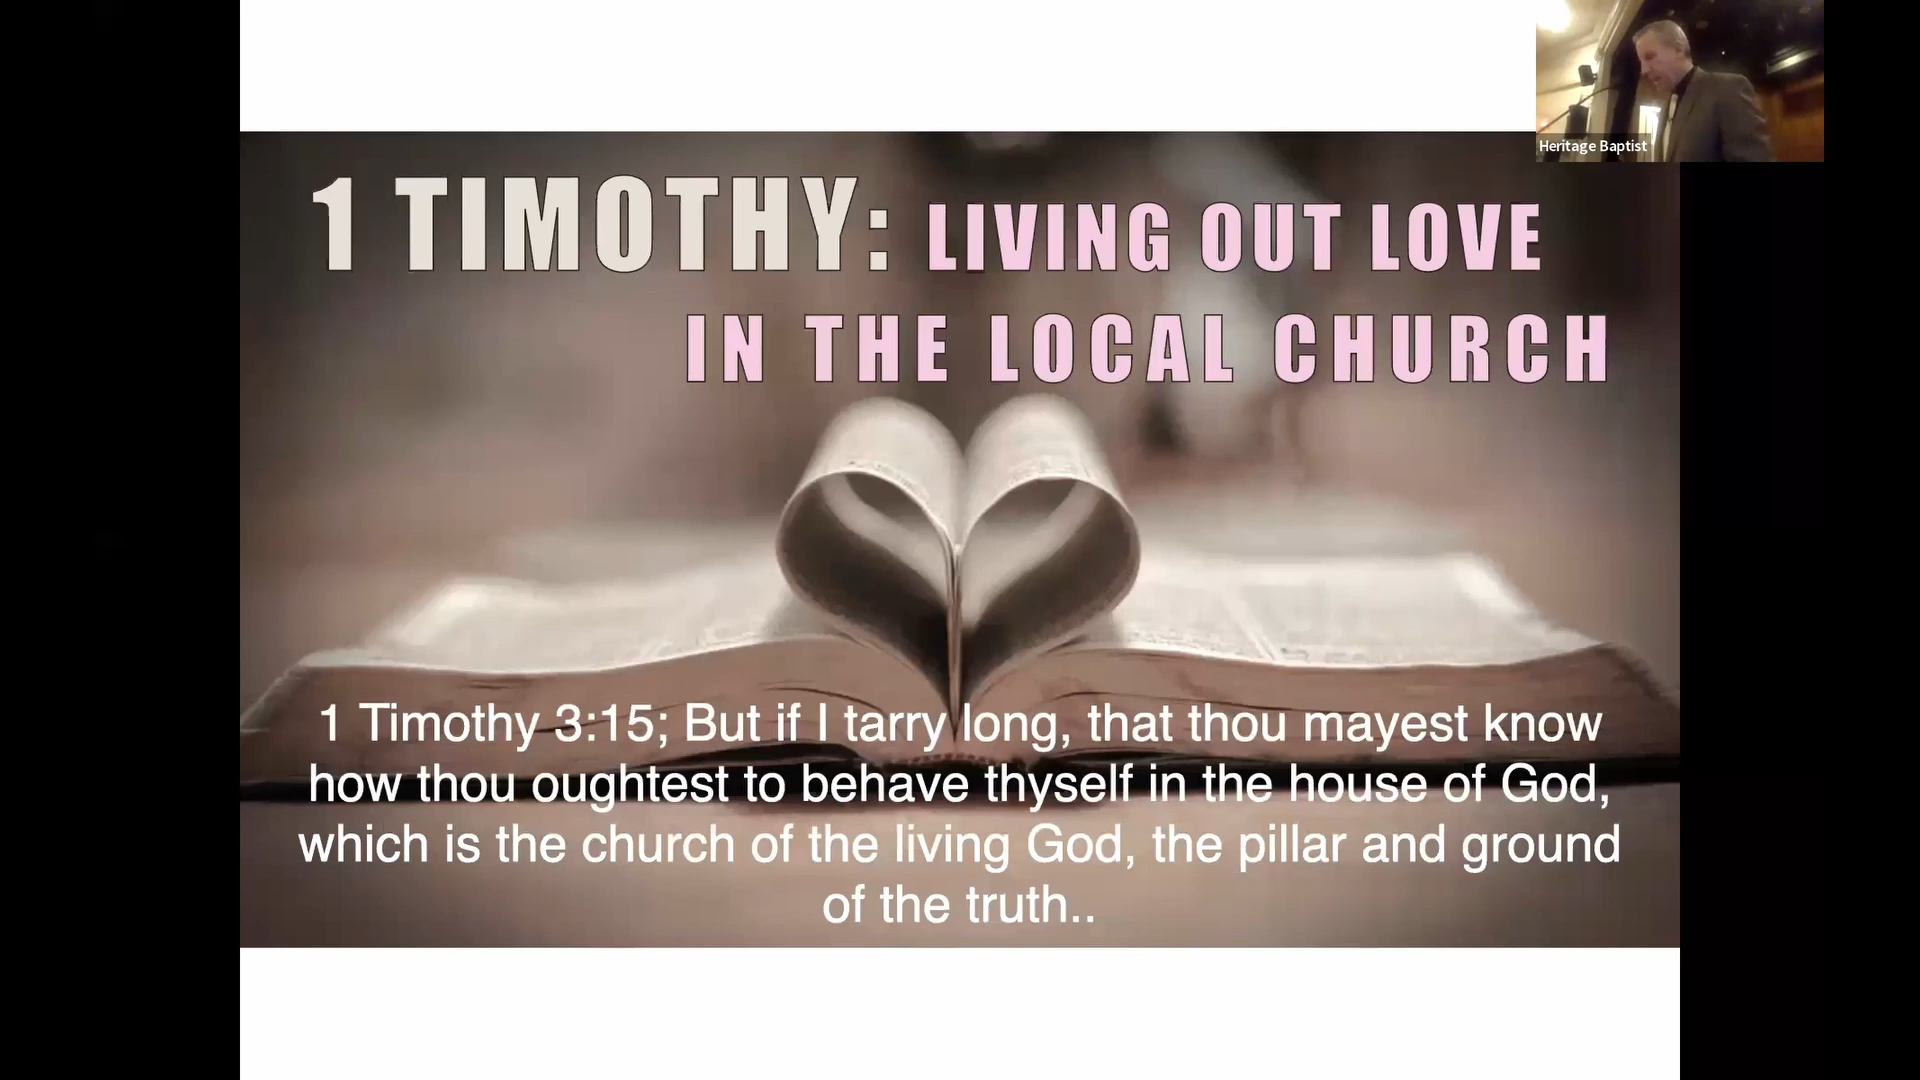 Heritage Baptist
1 TIMOTHY: LIVING OUT LOVE
IN THE LOCAL CHURCH
1 Timothy 3:15; But if I tarry long, that thou mayest know
how thou oughtest to behave thyself in the house of God,
which is the church of the living God, the pillar and ground
of the truth..